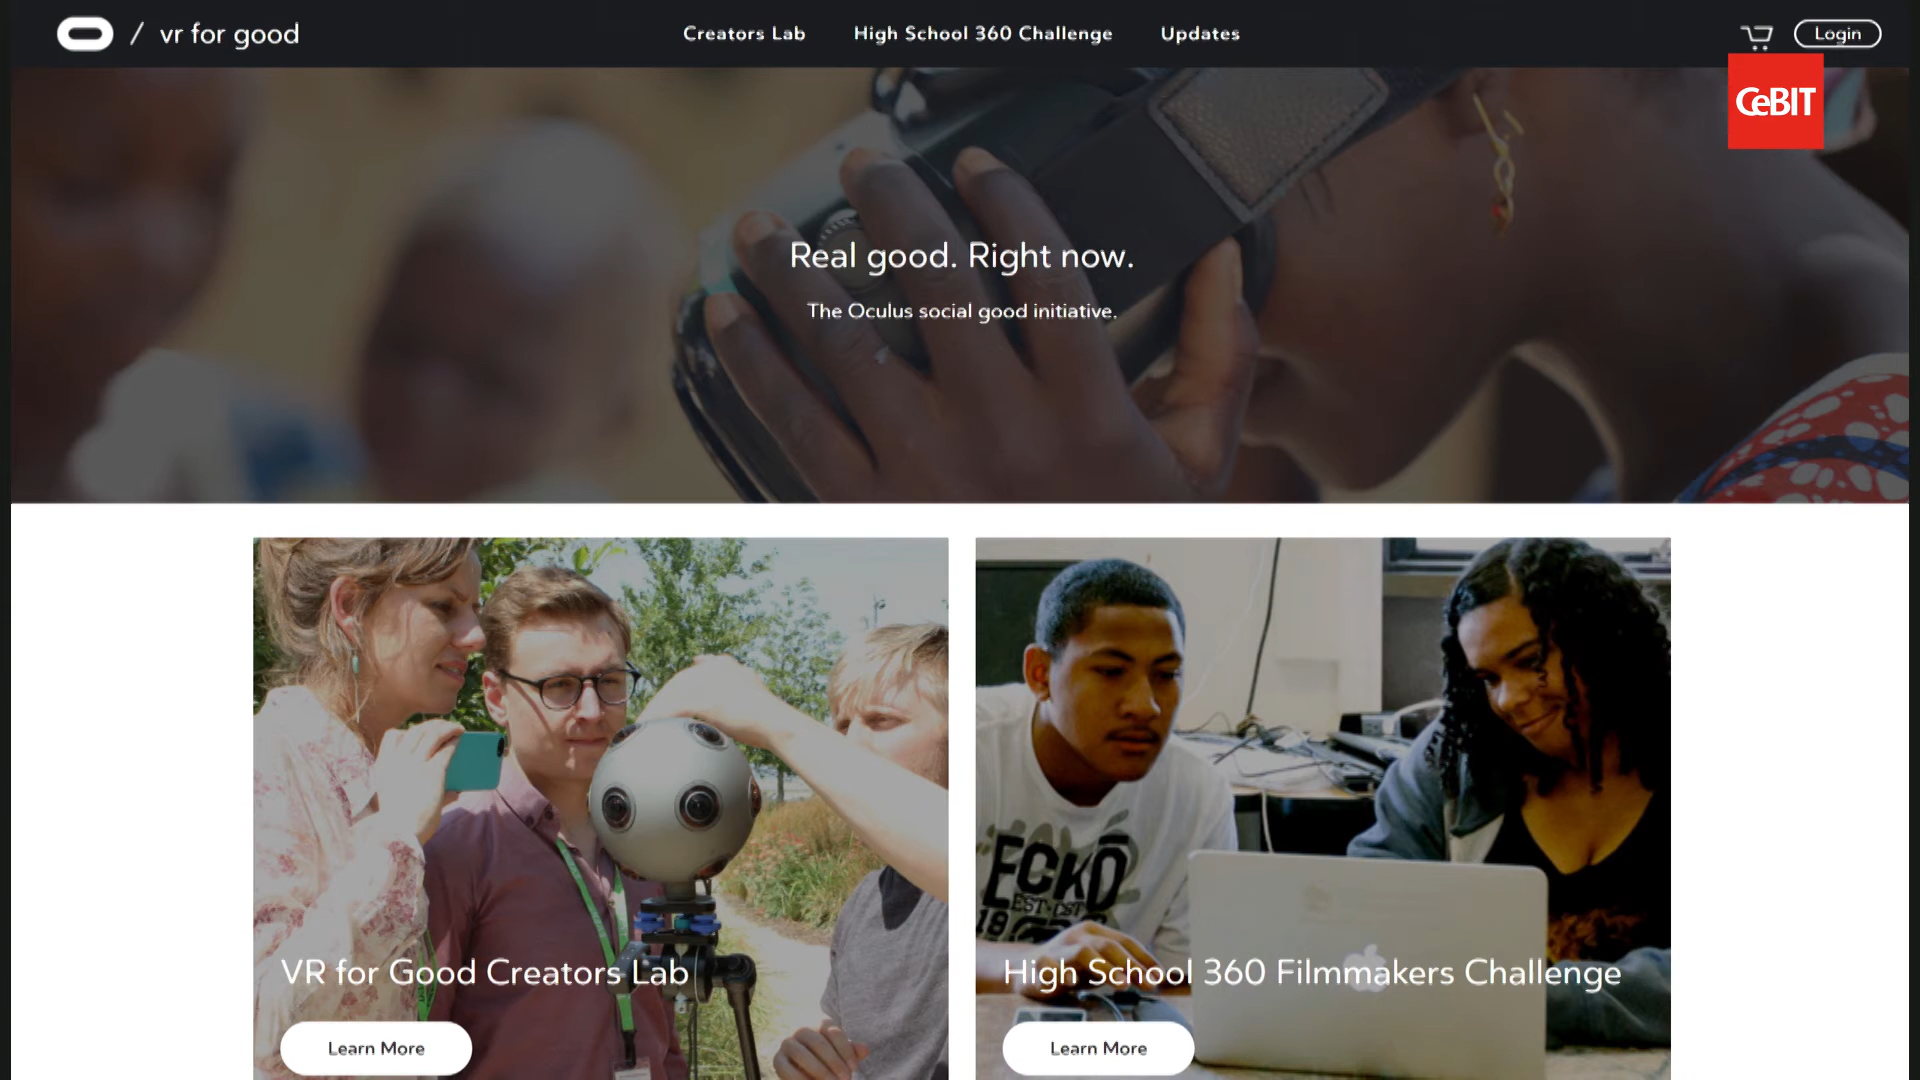 / vr for good
Creators Lab
High School 360 Challenge
Updates
Login
CeBIT
Real good. Right now.
The Oculus social good initiative.
ECKO
EST
VR for Good Creators Lab
High School 360 Filmmakers Challenge
Learn More
Learn More